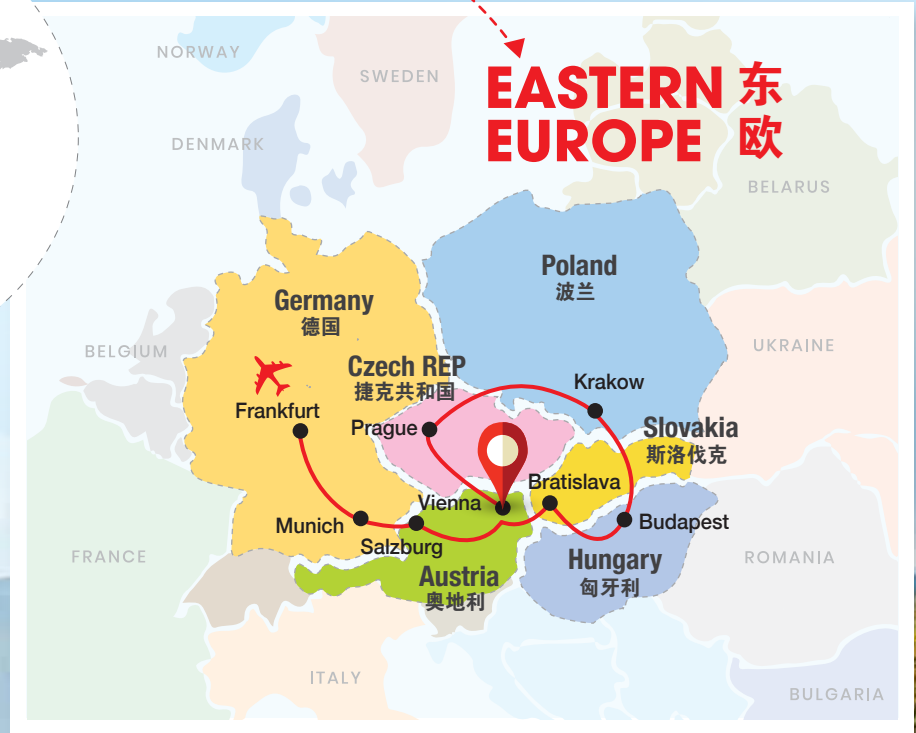 NORWAY
SWEDEN
EASTERN 东
EUROPE 欧
DENMARK
BELARUS
Poland
波兰
Germany
德国
UKRAINE
BELGIUM
Czech REP
捷克共和国
Krakow
Frankfurt
Prague
Slovakia
斯洛伐克
Bratislava
Vienna
Munich
Budapest
Salzburg
FRANCE
Hungary
匈牙利
ROMANIA
Austria
奥地利
ITALY
BULGARIA